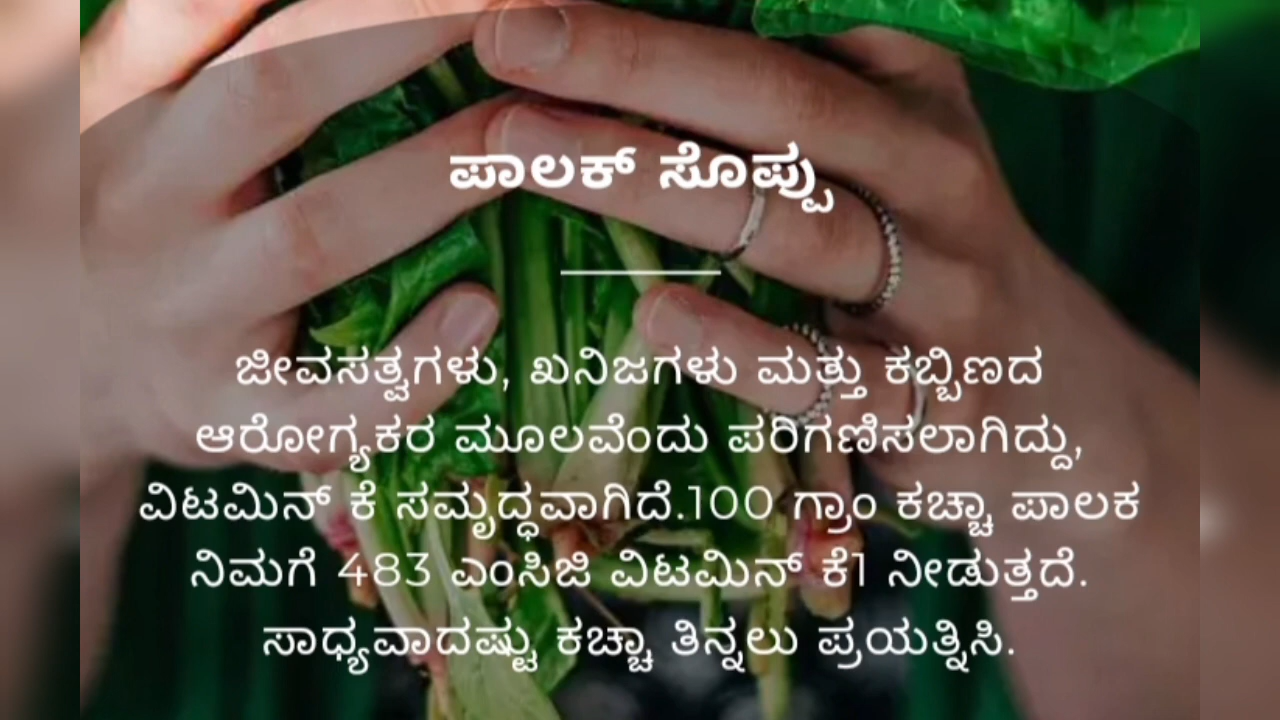 ಪಾಲಕ್ ಸೊಪ್ಪು
ಜೀವಸತ್ವಗಳು, ಖನಿಜಗಳು ಮತ್ತು ಕಬ್ಬಿಣದ
ಆರೋಗ್ಯಕರ ಮೂಲವೆಂದು ಪರಿಗಣಿಸಲಾಗಿದ್ದು,
ವಿಟಮಿನ್ ಕೆ ಸಮೃದ್ಧವಾಗಿದೆ.100 ಗ್ರಾಂ ಕಚ್ಚಾ ಪಾಲಕ
ನಿಮಗೆ 483 ಎಂಸಿಜಿ ವಿಟಮಿನ್ ಕೆ1 ನೀಡುತ್ತದೆ.
ಸಾಧ್ಯವಾದಷ್ಟು ಕಚ್ಚಾ ತಿನ್ನಲು ಪ್ರಯತ್ನಿಸಿ.